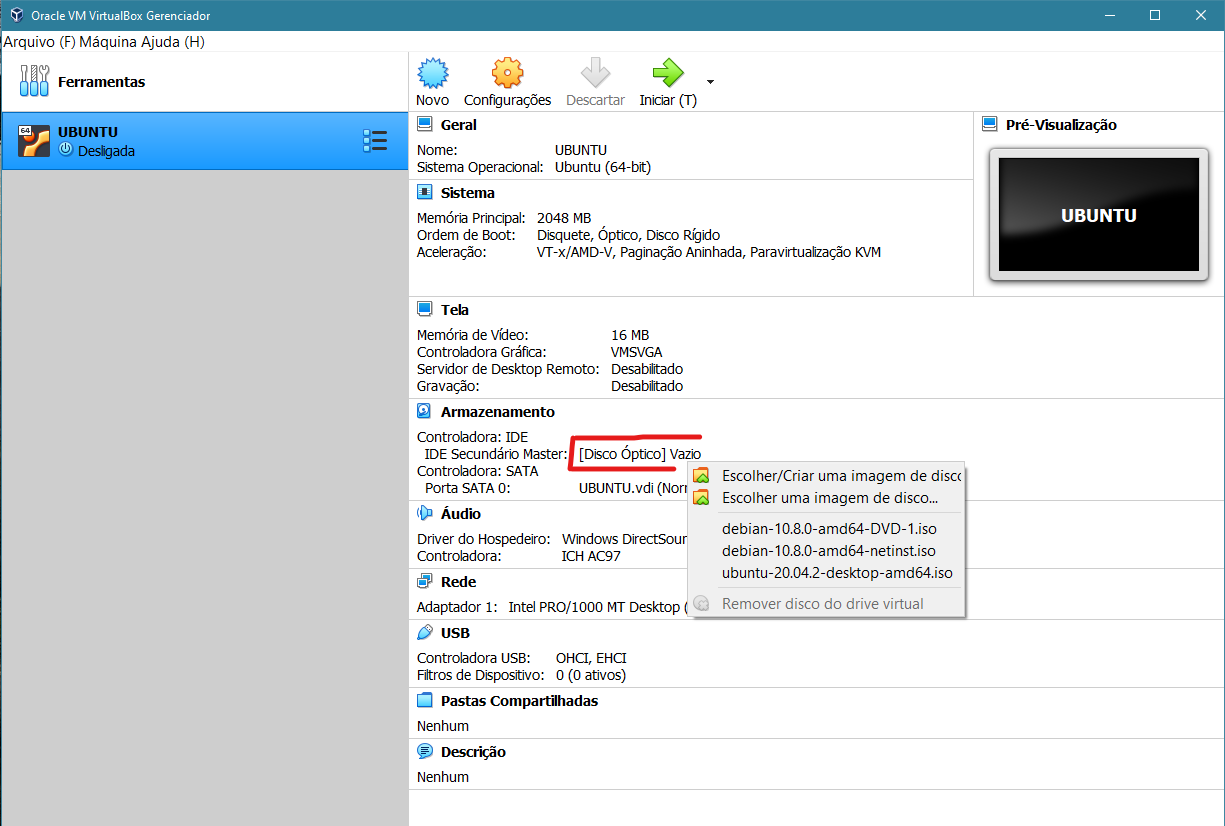 Oracle VM VirtualBox Gerenciador
Arquivo (F) Máquina Ajuda (H)
Ferramentas
64
UBUNTU
Desligada
Novo Configurações Descartar Iniciar (T)
Geral
Nome: UBUNTU
Sistema Operacional: Ubuntu (64-bit)
Pré-Visualização
UBUNTU
Sistema
Memória Principal: 2048 MB
Ordem de Boot: Disquete, Óptico, Disco Rígido
Aceleração: VT-x/AMD-V, Paginação Aninhada, Paravirtualização KVM
Tela
Memória de Vídeo: 16 MB
Controladora Gráfica: VMSVGA
Servidor de Desktop Remoto: Desabilitado
Gravação: Desabilitado
Armazenamento
Controladora: IDE
IDE Secundário Master: [Disco Óptico] Vazio
Controladora: SATA
Porta SATA 0: UBUNTU.vdi (Norr
Escolher/Criar uma imagem de disco
Escolher uma imagem de disco...
debian-10.8.0-amd64-DVD-1.iso
debian-10.8.0-amd64-netinst.iso
ubuntu-20.04.2-desktop-amd64.iso
Remover disco do drive virtual
Áudio
Driver do Hospedeiro: Windows DirectSour
Controladora: ICH AC97
Rede
Adaptador 1: Intel PRO/1000 MT Desktop (
USB
Controladora USB: OHCI, EHCI
Filtros de Dispositivo: 0 (0 ativos)
Pastas Compartilhadas
Nenhum
Descrição
Nenhum